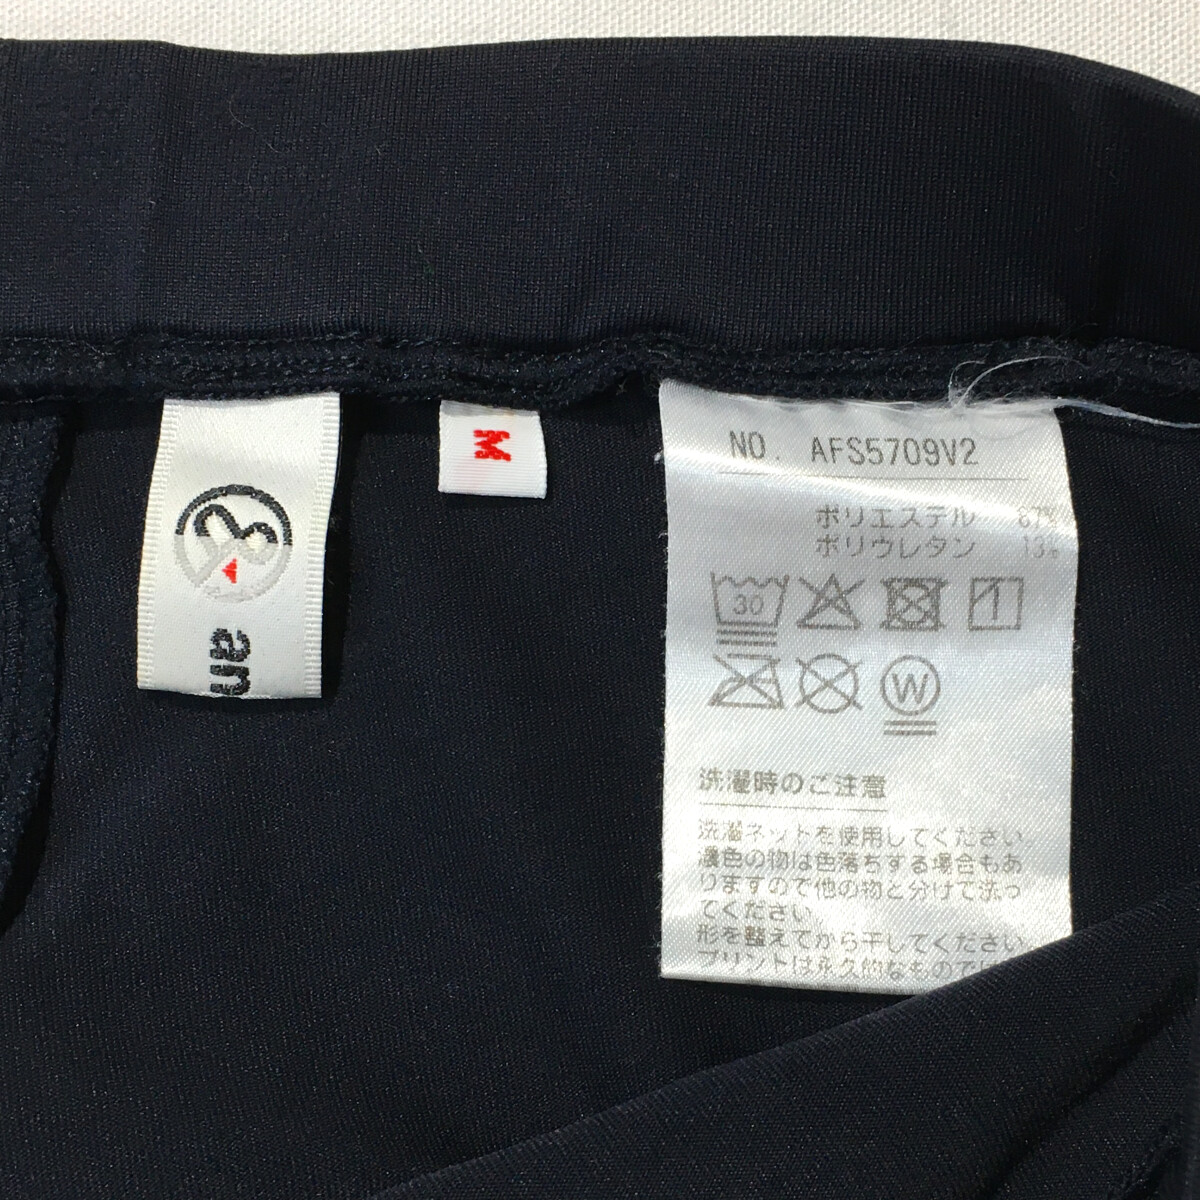 an
M
NO. AFS5709V2
ポリエステル 87%
ポリウレタン 13%
30
W
洗濯時のご注意
洗濯ネットを使用してください
濃色の物は色落ちする場合もあ
りますので他の物と分けて洗っ
てください
形を整えてから干してください
プリントは永久的なものでは